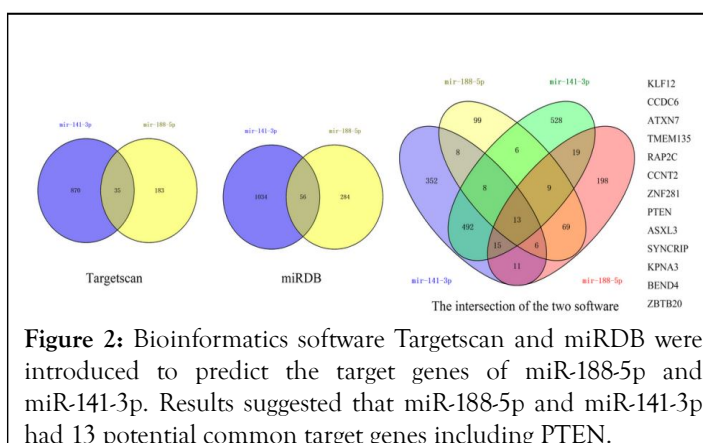 mir-141-3p
mir-188-5p
878
35
183
Targetscan
mir-141-3p
mir-188-5p
1034
56
284
miRDB
mir-188-5p
mir-141-3p
99
528
8
6
19
352
8
9
198
492
13
69
15
6
11
mir-141-3p
mir-188-5p
The intersection of the two software
KLF12
CCDC6
ATXN7
TMEM135
RAP2C
CCNT2
ZNF281
PTEN
ASXL3
SYNCRIP
KPNA3
BEND4
ZBTB20
Figure 2: Bioinformatics software Targetscan and miRDB were
introduced to predict the target genes of miR-188-5p and
miR-141-3p. Results suggested that miR-188-5p and miR-141-3p
had 13 potential common target genes including PTEN.